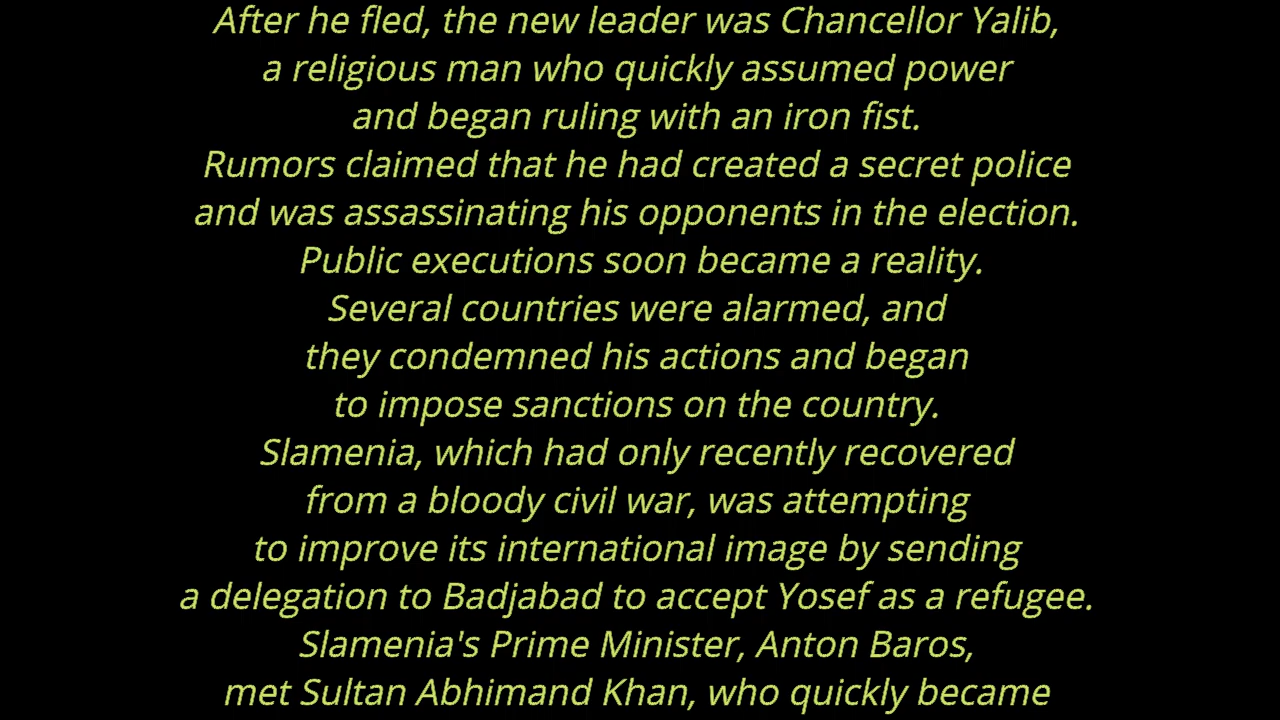 After he fled, the new leader was Chancellor Yalib,
a religious man who quickly assumed power
and began ruling with an iron fist.
Rumors claimed that he had created a secret police
and was assassinating his opponents in the election.
Public executions soon became a reality.
Several countries were alarmed, and
they condemned his actions and began
to impose sanctions on the country.
Slamenia, which had only recently recovered
from a bloody civil war, was attempting
to improve its international image by sending
a delegation to Badjabad to accept Yosef as a refugee.
Slamenia's Prime Minister, Anton Baros,
met Sultan Abhimand Khan, who quickly became